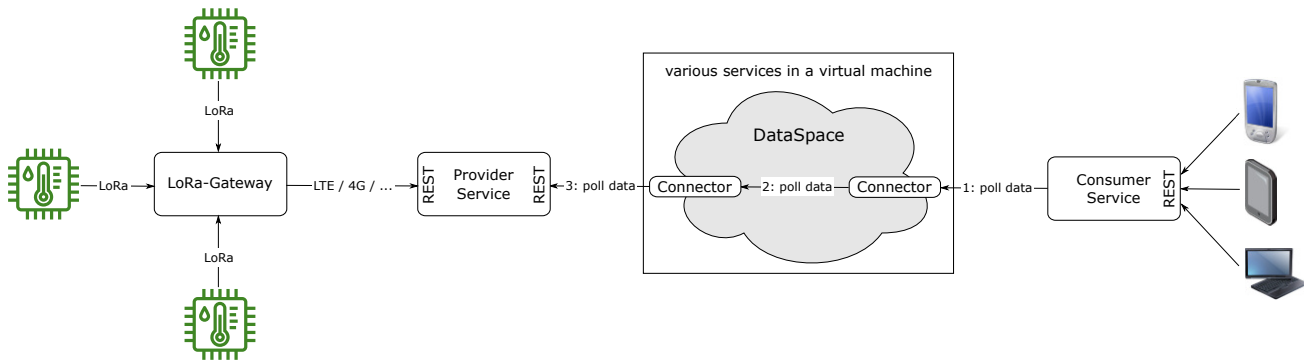 LoRa
LoRa
LoRa-Gateway
LoRa
LTE / 4G / ...
REST
Provider
Service
REST
3: poll data
various services in a virtual machine
DataSpace
Connector
2: poll data
Connector
1: poll data
Consumer
Service
REST